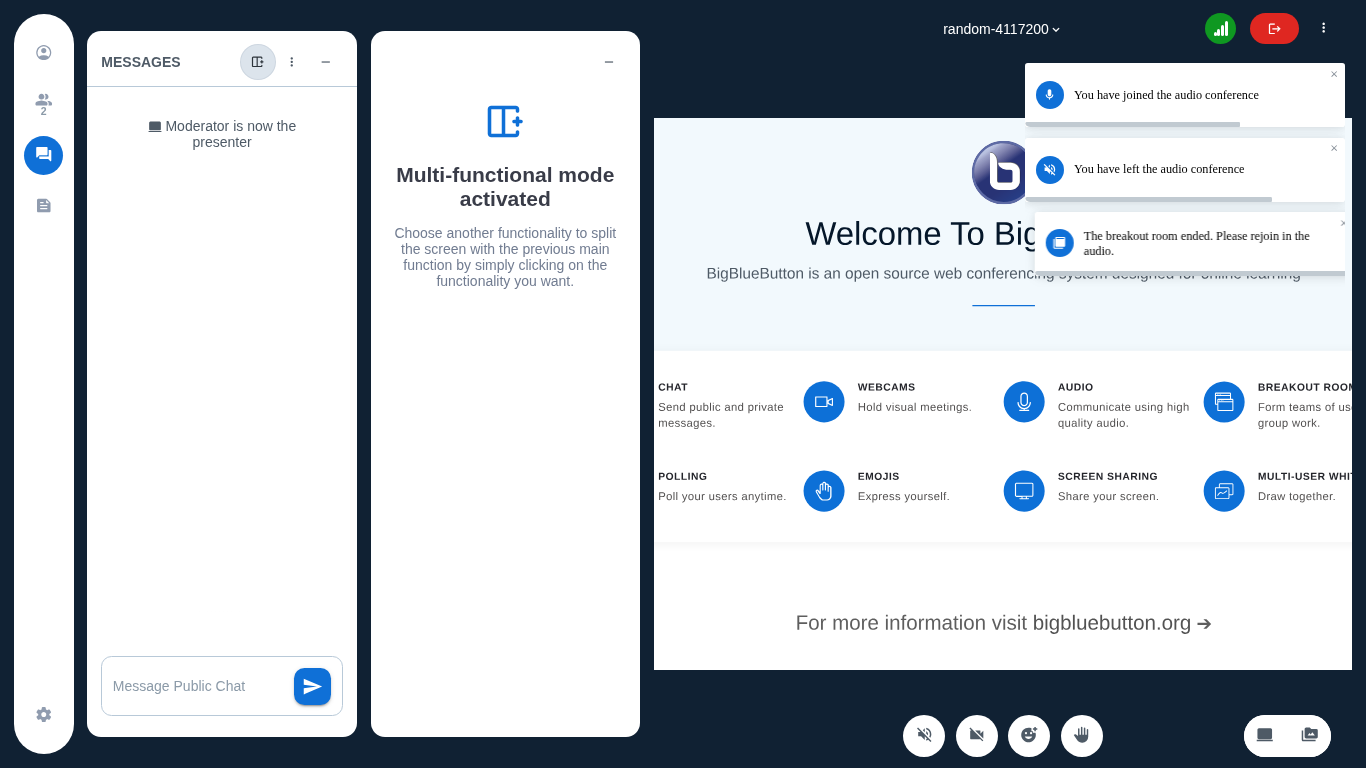 random-4117200
2
MESSAGES
Moderator is now the
presenter
Message Public Chat
Multi-functional mode
activated
Choose another functionality to split
the screen with the previous main
function by simply clicking on the
functionality you want.
You have joined the audio conference
You have left the audio conference
The breakout room ended. Please rejoin in the
audio.
Welcome To Big
BigBlueButton is an open source web conferencing system designed for online learning
CHAT
Send public and private
messages.
WEBCAMS
Hold visual meetings.
AUDIO
Communicate using high
quality audio.
BREAKOUT ROOM
Form teams of use
group work.
POLLING
Poll your users anytime.
EMOJIS
Express yourself.
SCREEN SHARING
Share your screen.
MULTI-USER WHI
Draw together.
For more information visit bigbluebutton.org ➔